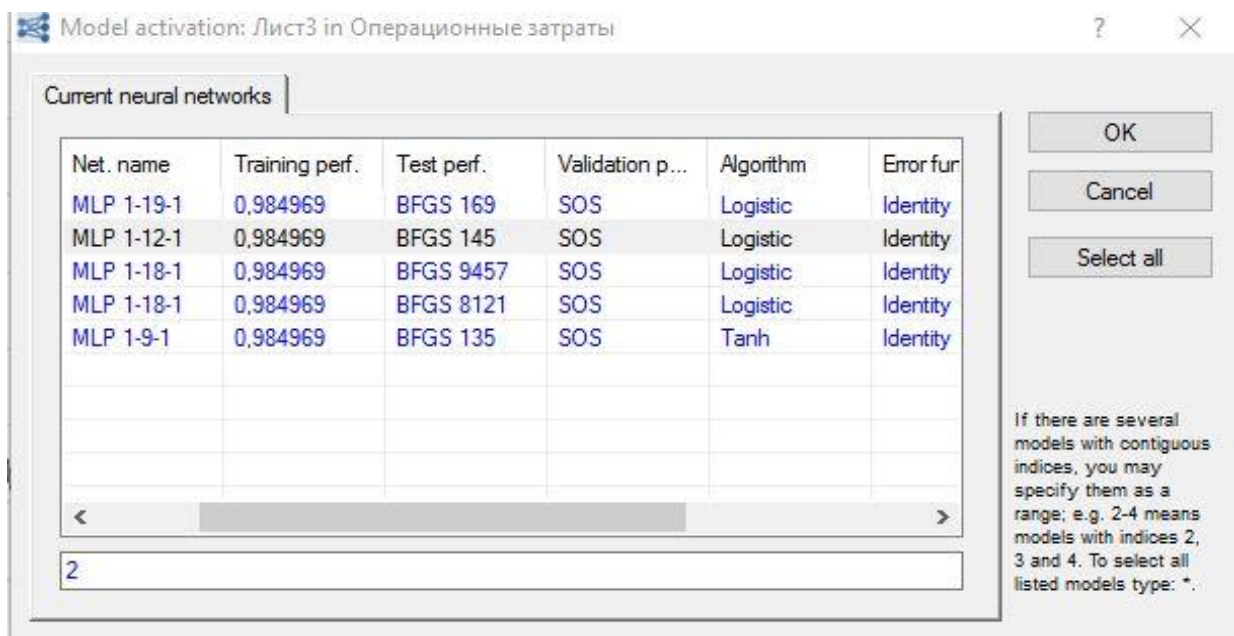 Model activation: Лист3 in Операционные затраты ?
Current neural networks
OK
Cancel
Select all
Net. name Training perf. Test perf. Validation p... Algorithm Error fun
MLP 1-19-1 0,984969 BFGS 169 SOS Logistic Identity
MLP 1-12-1 0,984969 BFGS 145 SOS Logistic Identity
MLP 1-18-1 0,984969 BFGS 9457 SOS Logistic Identity
MLP 1-18-1 0,984969 BFGS 8121 SOS Logistic Identity
MLP 1-9-1 0,984969 BFGS 135 SOS Tanh Identity
2
If there are several
models with contiguous
indices, you may
specify them as a
range; e.g. 2-4 means
models with indices 2,
3 and 4. To select all
listed models type: *.